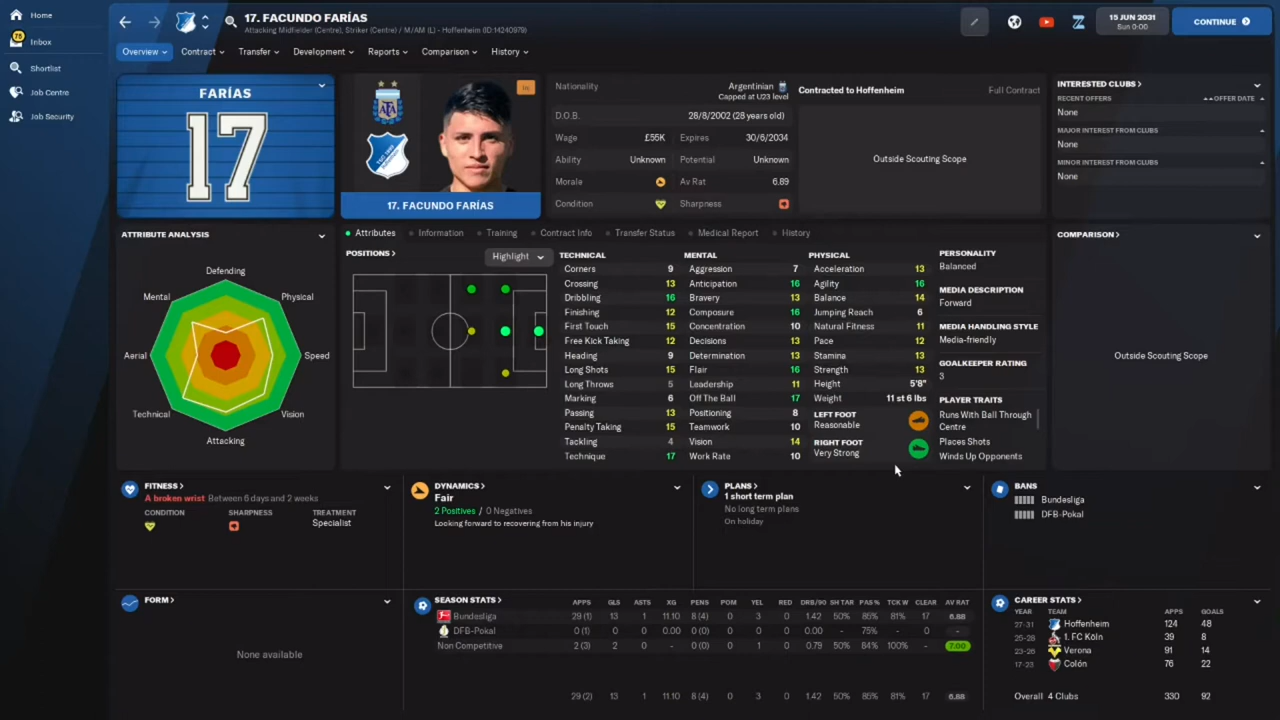 Home
17. FACUNDO FARÍAS
Attacking Midfielder (Centre), Striker (Centre) / M/AM (L) - Hoffenheim (ID:14240979)
15 JUN 2031
Sun 0:00
CONTINUE
75
Inbox
Overview Contract Transfer Development Reports Comparison History
Shortlist
Job Centre
Job Security
FARÍAS
17
AFA
Inj
17. FACUNDO FARÍAS
Nationality Argentinian
Capped at U23 level
D.O.B. 28/8/2002 (28 years old)
Wage £55K Expires 30/6/2034
Ability Unknown Potential Unknown
Morale Av Rat 6.89
Condition Sharpness
Contracted to Hoffenheim Full Contract
Outside Scouting Scope
INTERESTED CLUBS >
RECENT OFFERS OFFER DATE
None
MAJOR INTEREST FROM CLUBS
None
MINOR INTEREST FROM CLUBS
None
ATTRIBUTE ANALYSIS
Defending
Mental Physical
Aerial Speed
Technical Vision
Attacking
Attributes Information Training Contract Info Transfer Status Medical Report History
POSITIONS >
Highlight
TECHNICAL
Corners 9
Crossing 13
Dribbling 16
Finishing 12
First Touch 15
Free Kick Taking 12
Heading 9
Long Shots 15
Long Throws 5
Marking 6
Passing 13
Penalty Taking 15
Tackling 4
Technique 17
MENTAL
Aggression 7
Anticipation 16
Bravery 13
Composure 16
Concentration 10
Decisions 13
Determination 13
Flair 16
Leadership 11
Off The Ball 17
Positioning 8
Teamwork 10
Vision 14
Work Rate 10
PHYSICAL
Acceleration 13
Agility 16
Balance 14
Jumping Reach 6
Natural Fitness 11
Pace 12
Stamina 13
Strength 13
Height 5'8"
Weight 11 st 6 lbs
LEFT FOOT
Reasonable
RIGHT FOOT
Very Strong
PERSONALITY
Balanced
MEDIA DESCRIPTION
Forward
MEDIA HANDLING STYLE
Media-friendly
GOALKEEPER RATING
3
PLAYER TRAITS
Runs With Ball Through
Centre
Places Shots
Winds Up Opponents
COMPARISON >
Outside Scouting Scope
FITNESS >
A broken wrist Between 6 days and 2 weeks
CONDITION SHARPNESS TREATMENT
Specialist
DYNAMICS >
Fair
2 Positives / 0 Negatives
Looking forward to recovering from his injury
PLANS >
1 short term plan
No long term plans
On holiday
BANS
Bundesliga
DFB-Pokal
FORM >
None available
SEASON STATS > APPS GLS ASTS XG PENS POM YEL RED DRB/90 SH TAR PAS % TCK W CLEAR AV RAT
Bundesliga 29 (1) 13 1 11.10 8 (4) 0 3 0 1.42 50% 85% 81% 17 6.88
DFB-Pokal 0 (1) 0 0 0.00 0 (0) 0 0 0 0.00 - 75% - 0 -
Non Competitive 2 (3) 2 0 - 0 (0) 0 1 0 0.79 50% 84% 100% - 7.00
29 (2) 13 1 11.10 8 (4) 0 3 0 1.42 50% 85% 81% 17 6.88
CAREER STATS >
YEAR TEAM APPS GOALS
27-31 Hoffenheim 124 48
25-28 1. FC Köln 39 8
23-26 Verona 91 14
17-23 Colón 76 22
Overall 4 Clubs 330 92